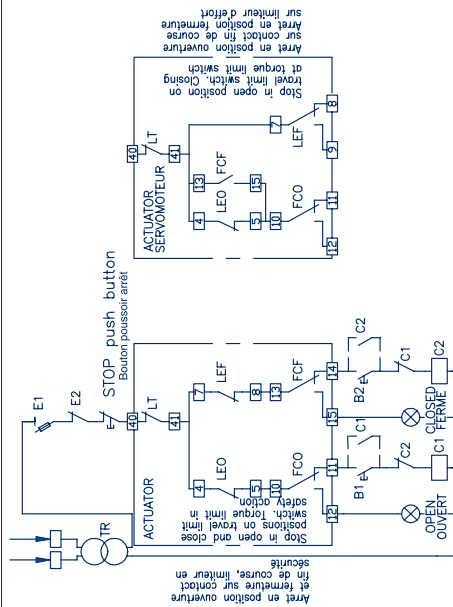 Arret en position ouverture
sur contact fin de course
Arret en position fermeture
sur limiteur d'effort
Stop in open position on
travel limit switch. Closing
at torque limit switch
40
LT
41
ACTUATOR
SERVOMOTEUR
13
FCF
15
7
LEF
8
9
4
LEO
5
10
FCO
11
12
E1
E2
STOP push button
Bouton poussoir arrêt
40
LT
41
ACTUATOR
7
LEF
8
13
FCF
14
15
4
LEO
5
10
FCO
11
12
Stop in open and close
positions on travel limit
switch. Torque limit switch in
safety action
TR
C2
B2
C1
C2
CLOSED
FERME
C1
B1
C2
C1
OPEN
OUVERT
Arret en position ouverture
et fermeture sur contact
fin de course, limiteur en
sécurité